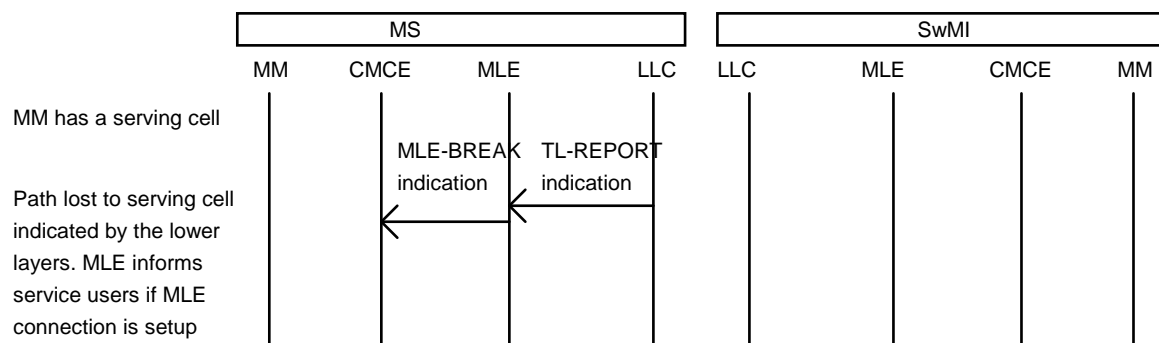 MS SwMI
MM CMCE MLE LLC LLC MLE CMCE MM
MM has a serving cell
MLE-BREAK TL-REPORT
indication indication
Path lost to serving cell
indicated by the lower
layers. MLE informs
service users if MLE
connection is setup